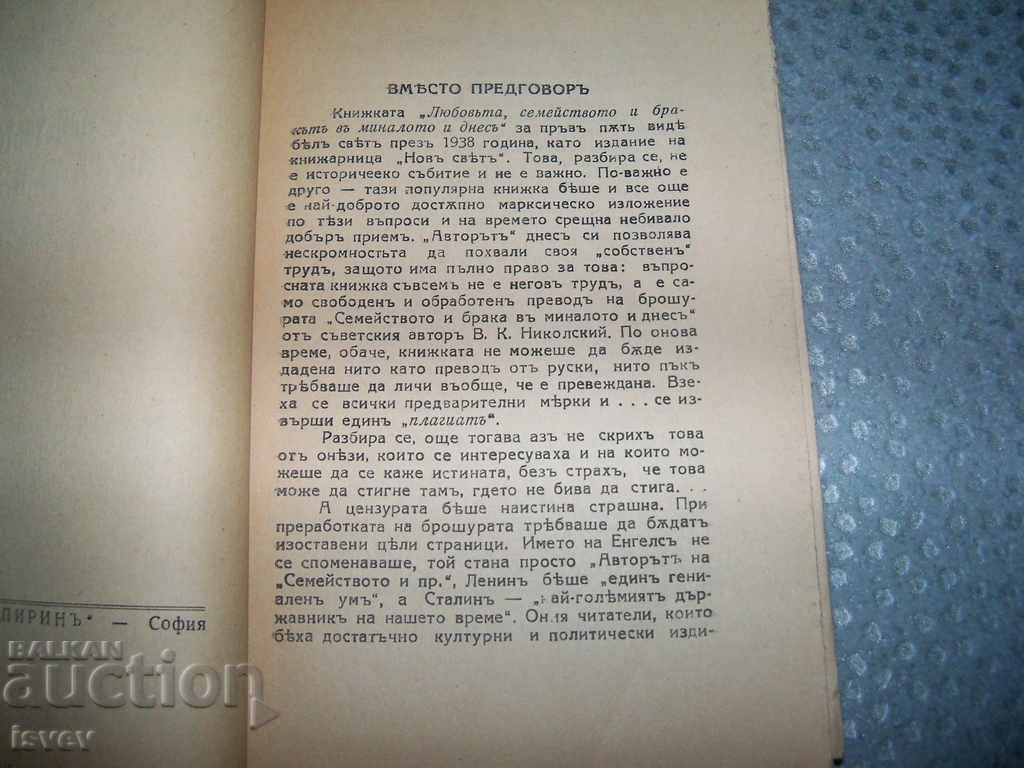 ВМѢСТО ПРЕДГОВОРЪ
Книжката „Любовьта, семейството и бра-
кътъ въ миналото и днесъ“ за пръвъ пѫть видѣ
бѣлъ свѣтъ презъ 1938 година, като издание на
книжарница „Новъ свѣтъ“. Това, разбира се, не
е историчееко събитие и не е важно. По-важно е
друго — тази популярна книжка бѣше и все още
е най-доброто достѫпно марксическо изложение
по тѣзи въпроси и на времето срещна небивало
добъръ приемъ. „Авторътъ“ днесъ си позволява
нескромностьта да похвали своя „собственъ“
трудъ, защото има пълно право за това: въпро-
сната книжка съвсемъ не е неговъ трудъ, а е са-
мо свободенъ и обработенъ преводъ на брошу-
рата „Семейството и брака въ миналото и днесъ“
отъ съветския авторъ В. К. Николский. По онова
време, обаче, книжката не можеше да бѫде из-
дадена нито като преводъ отъ руски, нито пъкъ
трѣбваше да личи въобще, че е превеждана. Взе-
ха се всички предварителни мѣрки и . . . се из-
върши единъ „плагиатъ“.
Разбира се, още тогава азъ не скрихъ това
отъ онѣзи, които се интересуваха и на които мо-
жеше да се каже истината, безъ страхъ, че това
може да стигне тамъ, гдето не бива да стига. . .
А цензурата бѣше наистина страшна. При
преработката на брошурата трѣбваше да бѫдатъ
изоставени цѣли страници. Името на Енгелсъ не
се споменаваше, той стана просто „Авторътъ на
„Семейството и пр.“, Ленинъ бѣше „единъ гени-
аленъ умъ“, а Сталинъ — „най-голѣмиятъ дър-
жавникъ на нашето време“. Ония читатели, които
бѣха достатъчно културни и политически изди-
ПИРИНЪ“ — София
BALKAN
auction
isvev